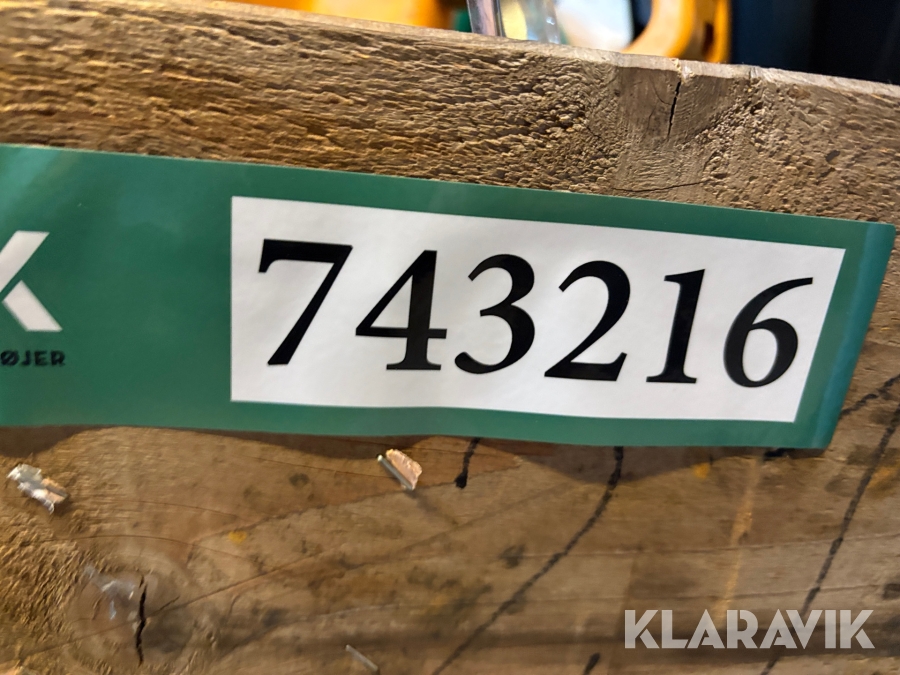 K
ØJER
743216
KLARAVIK